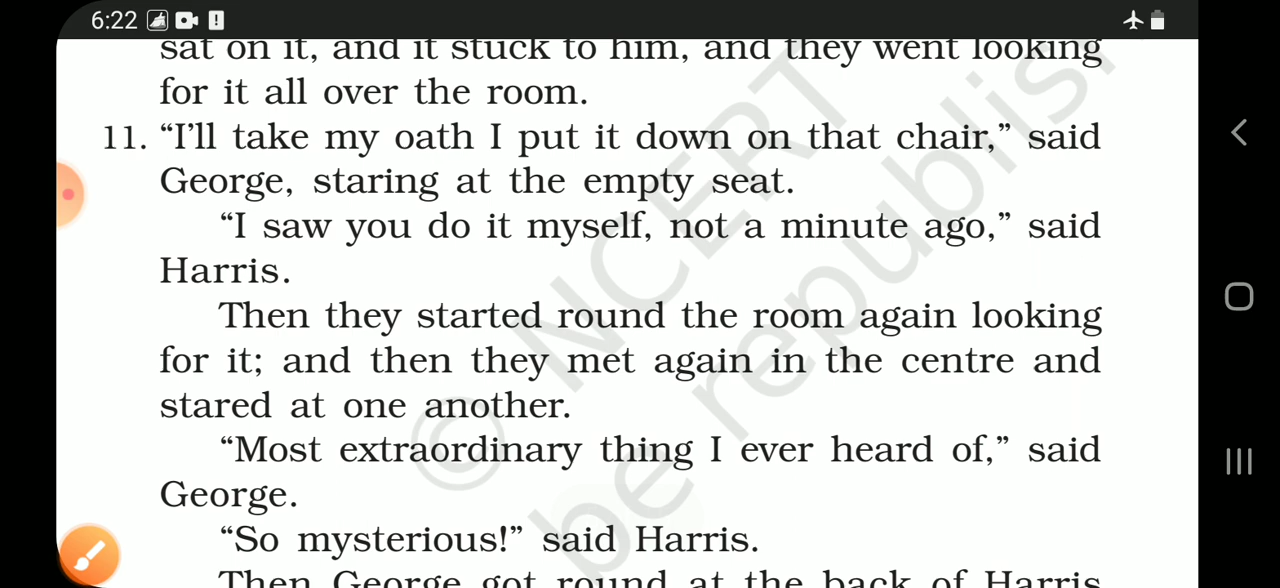 6:22
sat on it, and it stuck to him, and they went looking
for it all over the room.
11. “I’ll take my oath I put it down on that chair,” said
George, staring at the empty seat.
“I saw you do it myself, not a minute ago,” said
Harris.
Then they started round the room again looking
for it; and then they met again in the centre and
stared at one another.
“Most extraordinary thing I ever heard of,” said
George.
“So mysterious!” said Harris.
Then George got round at the back of Harris
© NCERT
be republis